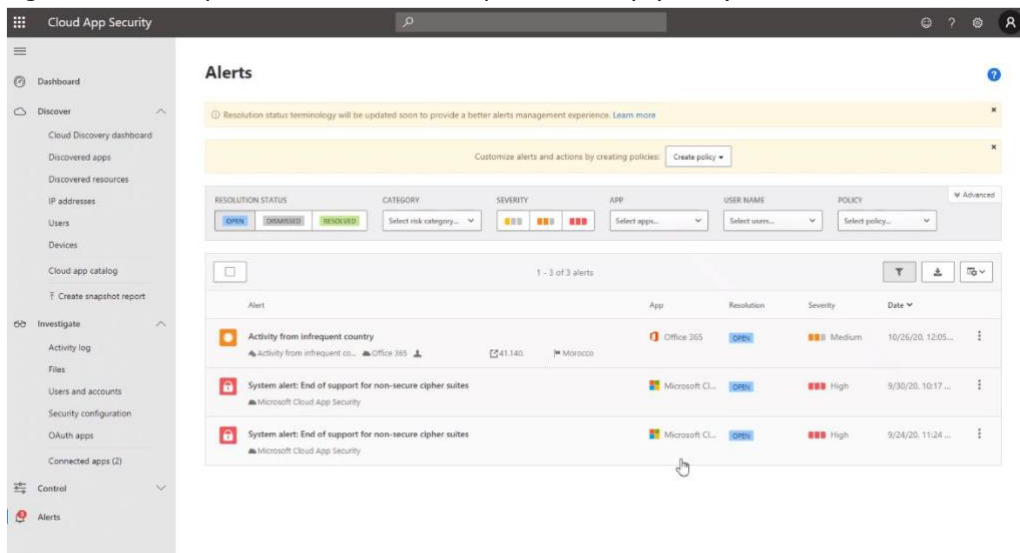 Cloud App Security
Alerts
Dashboard
ⓘ Resolution status terminology will be updated soon to provide a better alerts management experience. Learn more
Discover
Cloud Discovery dashboard
Discovered apps
Discovered resources
IP addresses
Users
Devices
Cloud app catalog
Create snapshot report
Investigate
Activity log
Files
Users and accounts
Security configuration
OAuth apps
Connected apps (2)
Control
Alerts
Customize alerts and actions by creating policies: Create policy
Advanced
RESOLUTION STATUS CATEGORY SEVERITY APP USER NAME POLICY
OPEN DISMISSED RESOLVED Select risk category... Select apps... Select users... Select policy...
1 - 3 of 3 alerts
Alert App Resolution Severity Date
Activity from infrequent country Office 365 OPEN Medium 10/26/20, 12:05...
Activity from infrequent co... Office 365 41.140. Morocco
System alert: End of support for non-secure cipher suites Microsoft Cl... OPEN High 9/30/20, 10:17 ...
Microsoft Cloud App Security
System alert: End of support for non-secure cipher suites Microsoft Cl... OPEN High 9/24/20, 11:24 ...
Microsoft Cloud App Security